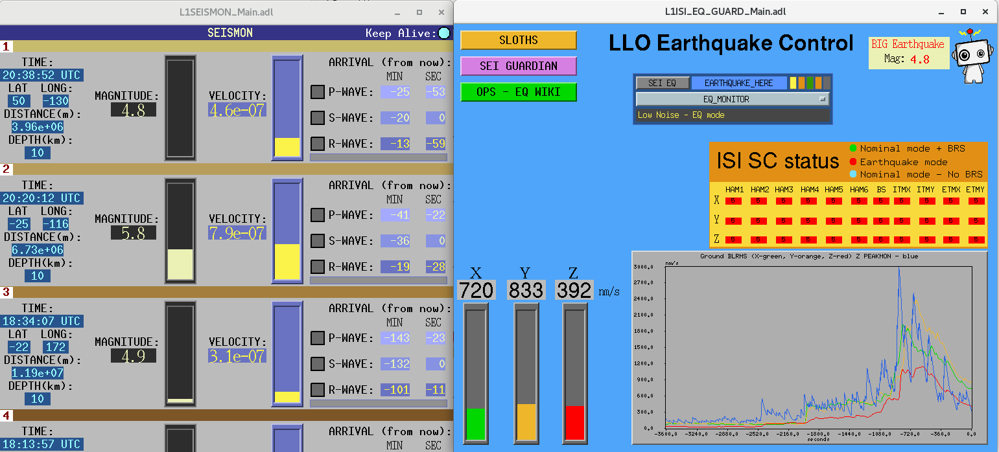 L1SEISMON_Main.adl
SEISMON
Keep Alive:
1
TIME:
20:38:52 UTC
LAT LONG:
50 -130
DISTANCE(m):
3.96e+06
DEPTH(km):
10
MAGNITUDE:
4.8
VELOCITY:
4.6e-07
ARRIVAL (from now):
MIN SEC
P-WAVE: -25 -53
S-WAVE: -20 0
R-WAVE: -13 -59
2
TIME:
20:20:12 UTC
LAT LONG:
-25 -116
DISTANCE(m):
6.73e+06
DEPTH(km):
10
MAGNITUDE:
5.8
VELOCITY:
7.9e-07
ARRIVAL (from now):
MIN SEC
P-WAVE: -41 -22
S-WAVE: -36 0
R-WAVE: -19 -28
3
TIME:
18:34:07 UTC
LAT LONG:
-22 172
DISTANCE(m):
1.19e+07
DEPTH(km):
10
MAGNITUDE:
4.9
VELOCITY:
3.1e-07
ARRIVAL (from now):
MIN SEC
P-WAVE: -143 -23
S-WAVE: -132 0
R-WAVE: -101 -11
4
TIME:
18:13:57 UTC
ARRIVAL (from now):
MIN SEC
L1ISI_EQ_GUARD_Main.adl
SLOTHS
SEI GUARDIAN
OPS - EQ WIKI
LLO Earthquake Control
BIG Earthquake
Mag: 4.8
SEI EQ EARTHQUAKE_HERE
EQ_MONITOR
Low Noise - EQ mode
ISI SC status
Nominal mode + BRS
Earthquake mode
Nominal mode - No BRS
HAM1 HAM2 HAM3 HAM4 HAM5 HAM6 BS ITMX ITMY ETMX ETMY
X 5 5 5 5 5 5 5 5 5 5 5
Y 5 5 5 5 5 5 5 5 5 5 5
Z 5 5 5 5 5 5 5 5 5 5 5
X Y Z
720 833 392 nm/s
Ground BLRMS (X-green, Y-orange, Z-red) Z PEAKMON - blue
nm/s
3000.0
2700.0
2400.0
2100.0
1800.0
1500.0
1200.0
900.0
600.0
300.0
0.0
-3600.0 -3240.0 -2880.0 -2520.0 -2160.0 -1800.0 -1440.0 -1080.0 -720.0 -360.0 0.0
seconds